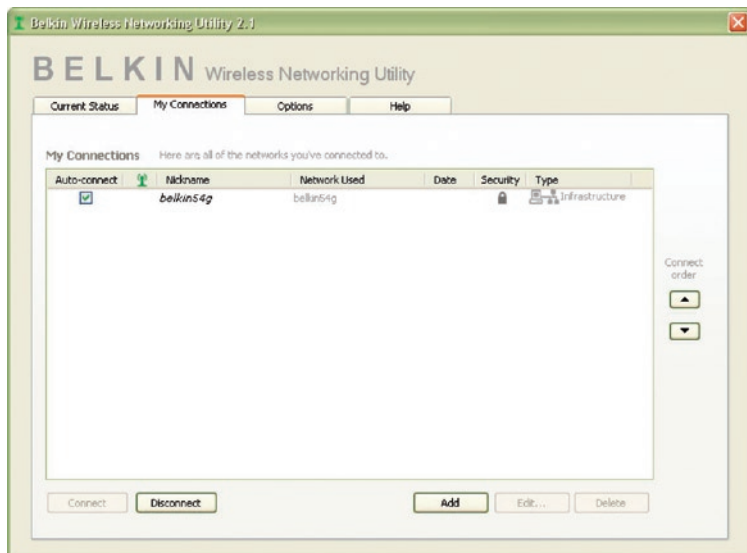 Belkin Wireless Networking Utility 2.1
BELKIN Wireless Networking Utility
Current Status My Connections Options Help
My Connections Here are all of the networks you've connected to.
Auto-connect Nickname Network Used Date Security Type
belkin54g belkin54g Infrastructure
Connect order
Connect Disconnect Add Edit... Delete